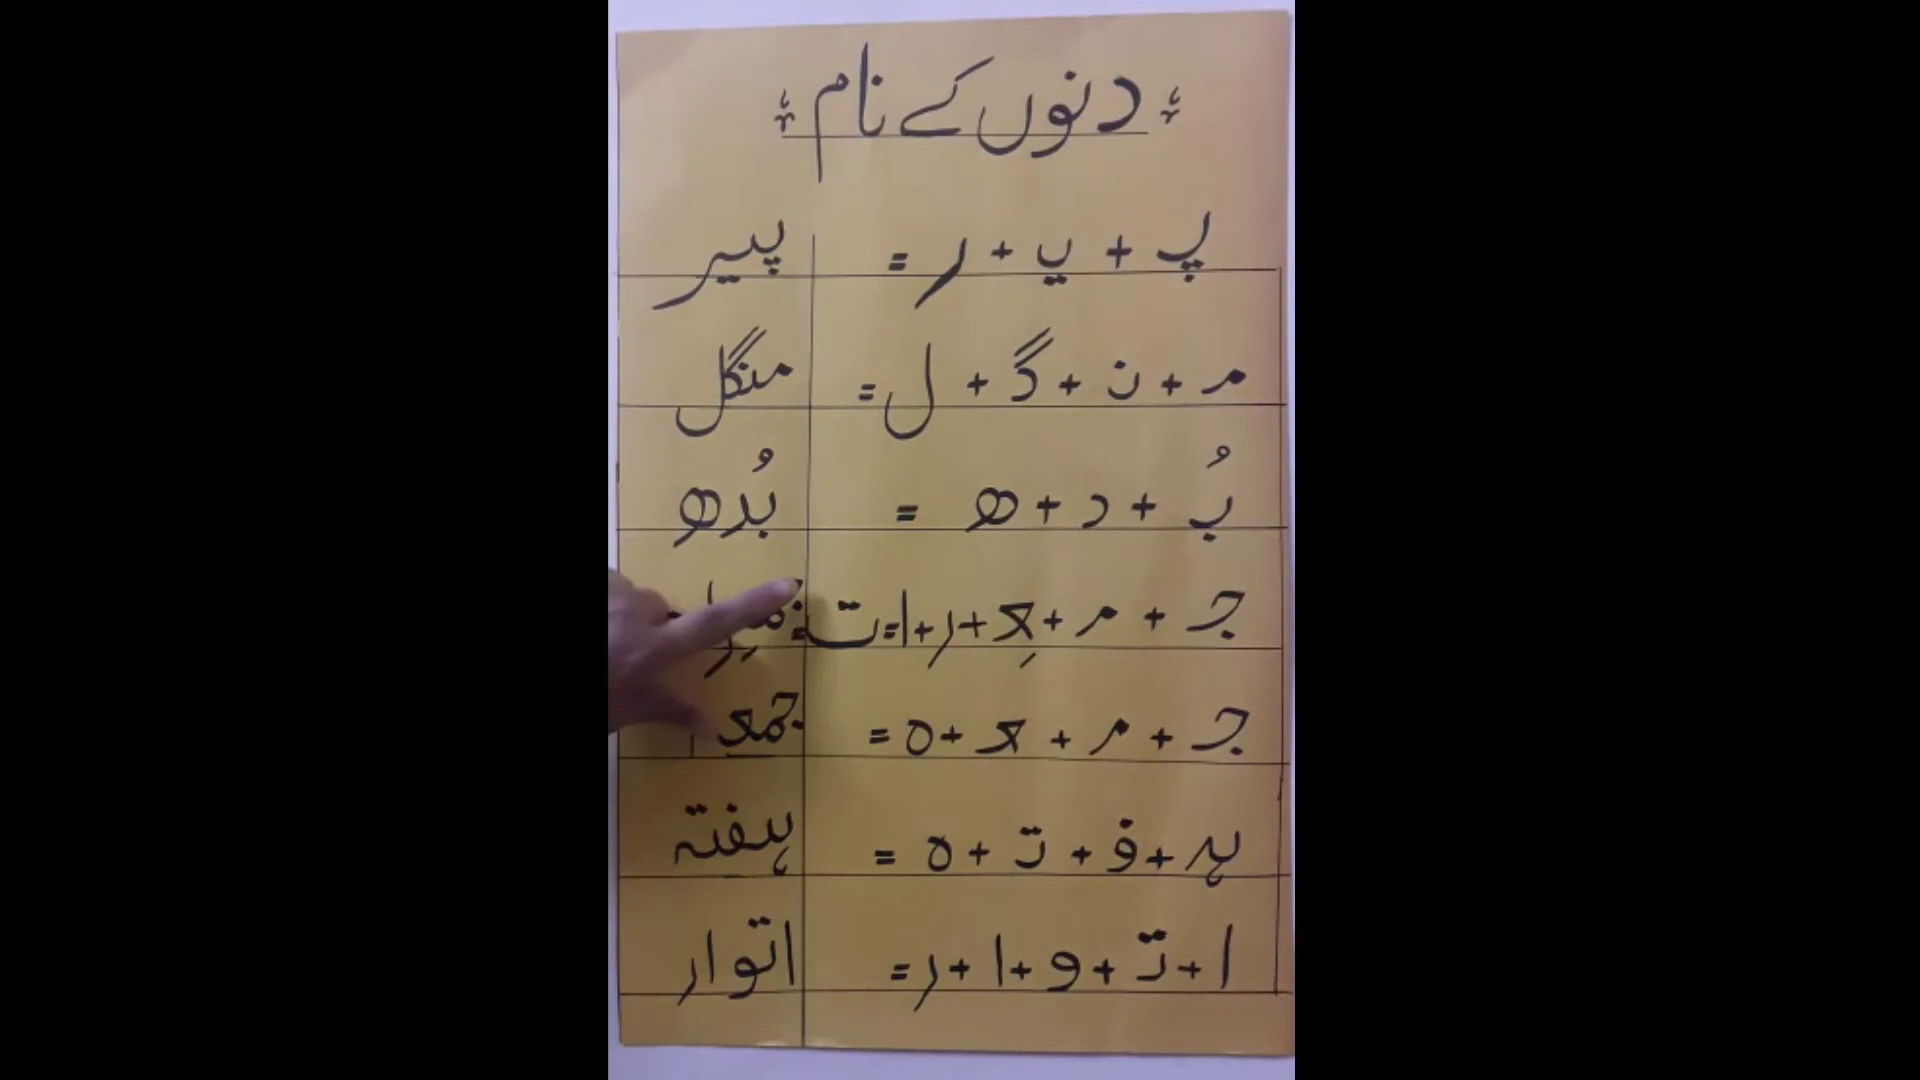 دنوں کے نام
پ + ی + ر = پیر
م + ن + گ + ل = منگل
بُ + د + ھ = بُدھ
ج + م + عِ + ر + ا = ت =
ج + م + ع + ہ = جمعہ
ہ + ف + ت + ہ = ہفتہ
ا + ت + و + ا + ر = اتوار